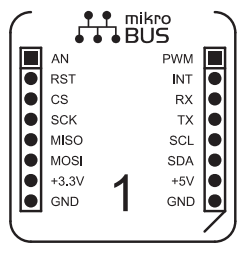 mikro
BUS
AN PWM
RST INT
CS RX
SCK TX
MISO SCL
MOSI SDA
+3.3V +5V
GND GND
1